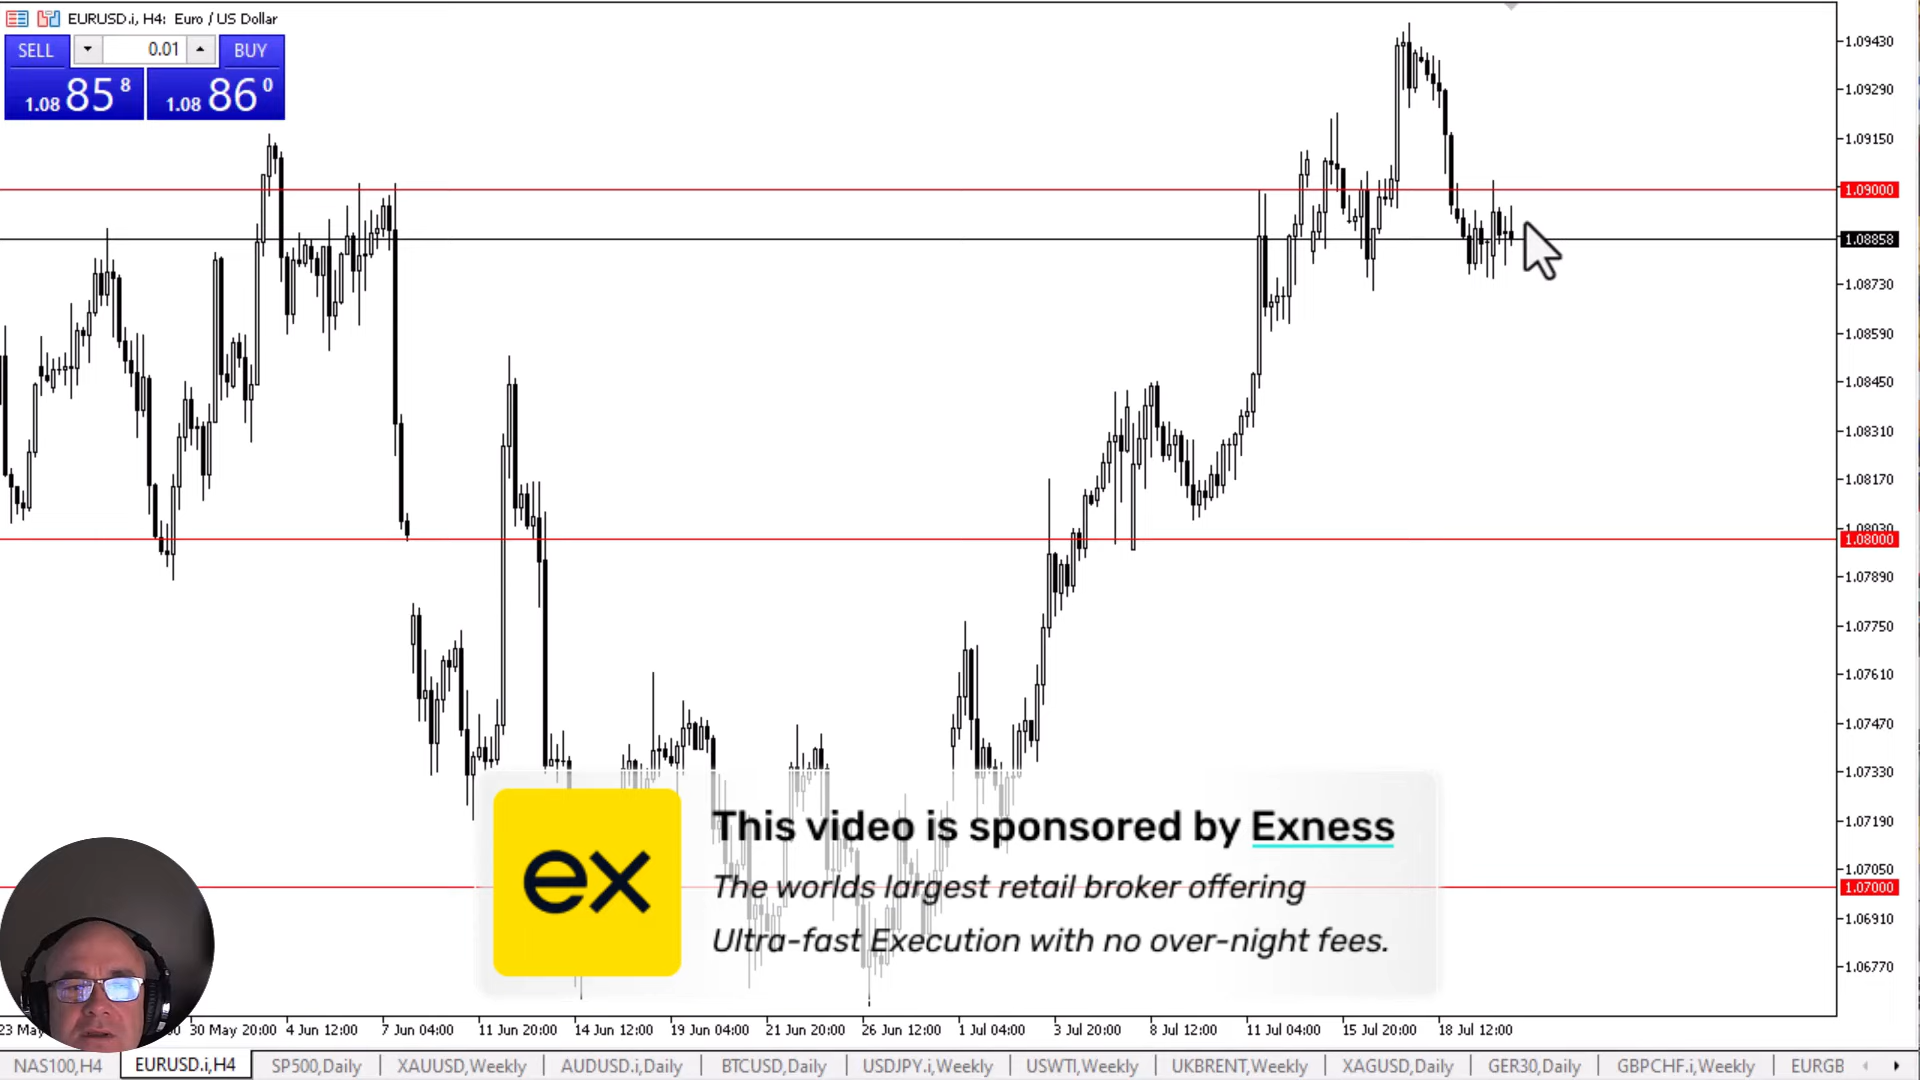 EURUSD.i, H4: Euro / US Dollar
SELL 0.01 BUY
1.08 85 8 1.08 86 0
1.09430
1.09290
1.09150
1.09000
1.08858
1.08730
1.08590
1.08450
1.08310
1.08170
1.08030
1.08000
1.07890
1.07750
1.07610
1.07470
1.07330
1.07190
1.07050
1.07000
1.06910
1.06770
ex
This video is sponsored by Exness
The worlds largest retail broker offering
Ultra-fast Execution with no over-night fees.
23 May 30 May 20:00 4 Jun 12:00 7 Jun 04:00 11 Jun 20:00 14 Jun 12:00 19 Jun 04:00 21 Jun 20:00 26 Jun 12:00 1 Jul 04:00 3 Jul 20:00 8 Jul 12:00 11 Jul 04:00 15 Jul 20:00 18 Jul 12:00
NAS100,H4 EURUSD.i,H4 SP500,Daily XAUUSD,Weekly AUDUSD.i,Daily BTCUSD,Daily USDJPY.i,Weekly USWTI,Weekly UKBRENT,Weekly XAGUSD,Daily GER30,Daily GBPCHF.i,Weekly EURGB